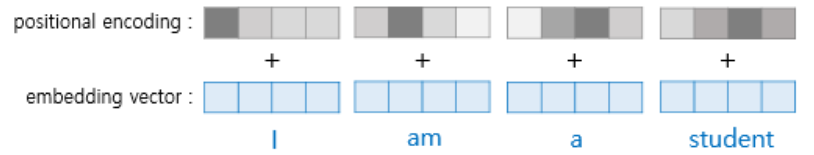 positional encoding :
+ + + +
embedding vector :
I am a student